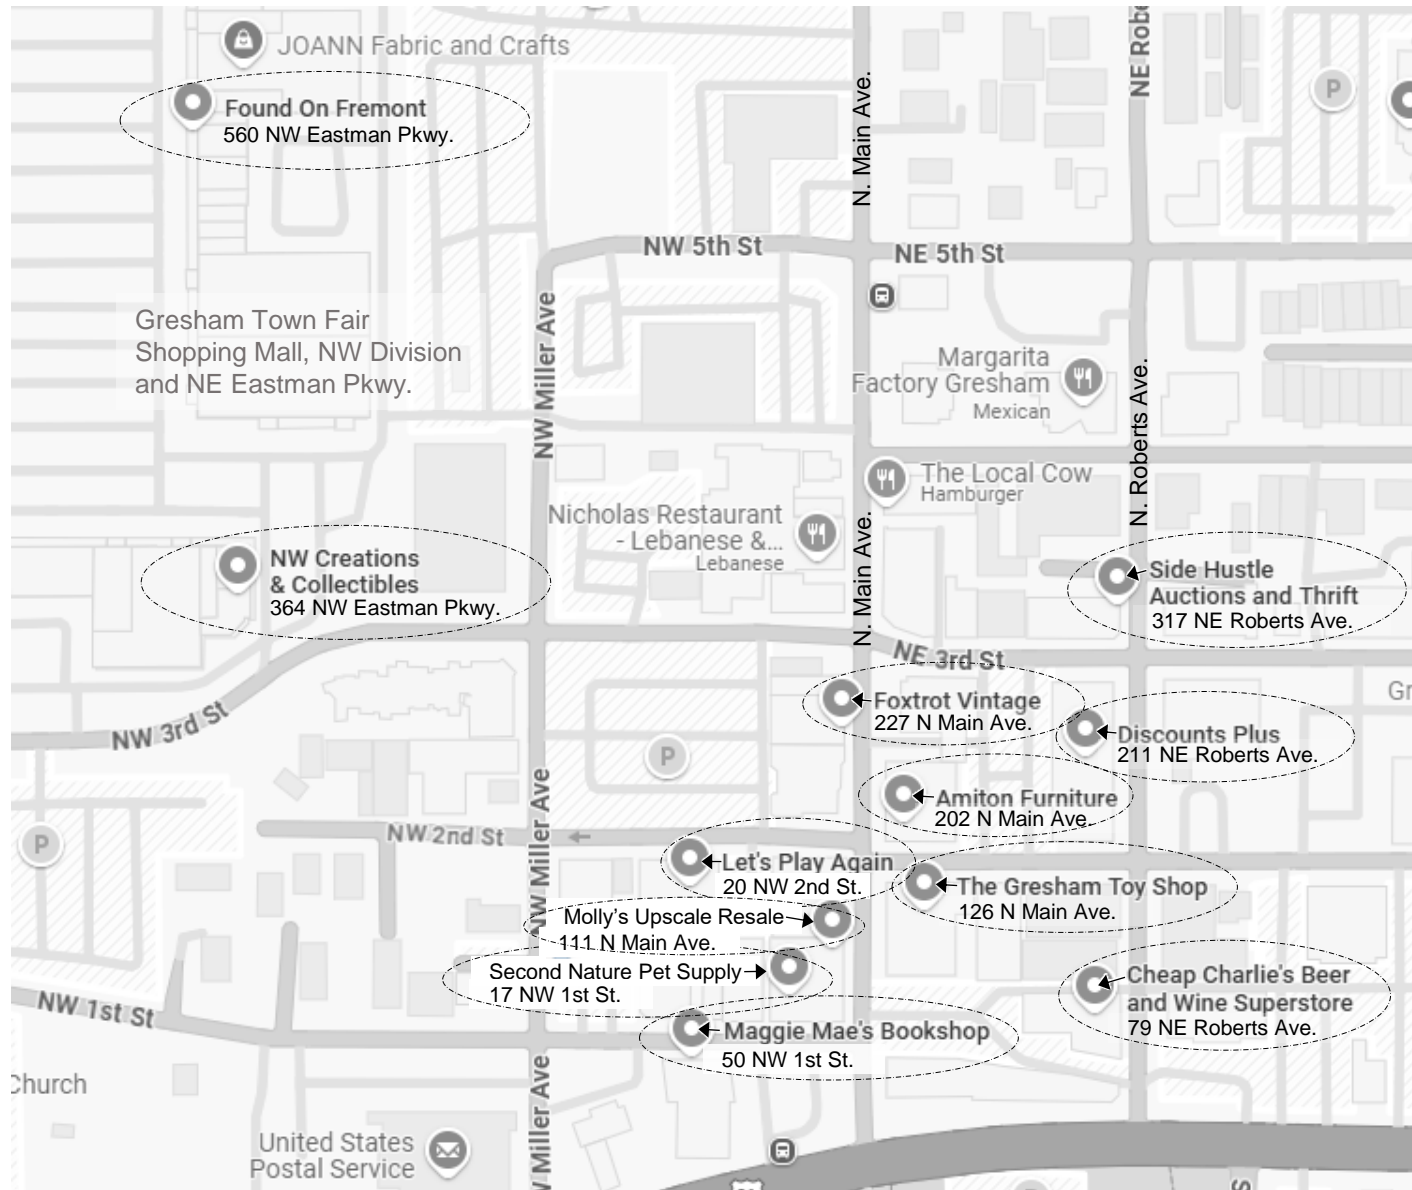 JOANN Fabric and Crafts
Found On Fremont
560 NW Eastman Pkwy.
N. Main Ave.
P
NW 5th St
NE 5th St
Gresham Town Fair
Shopping Mall, NW Division
and NE Eastman Pkwy.
NW Miller Ave
Margarita
Factory Gresham
Mexican
N. Roberts Ave.
The Local Cow
Hamburger
Nicholas Restaurant
- Lebanese &...
Lebanese
N. Main Ave.
NW Creations
& Collectibles
364 NW Eastman Pkwy.
Side Hustle
Auctions and Thrift
317 NE Roberts Ave.
NE 3rd St
NW 3rd St
Foxtrot Vintage
227 N Main Ave.
Gr
Discounts Plus
211 NE Roberts Ave.
P
Amiton Furniture
202 N Main Ave.
NW 2nd St
P
NW Miller Ave
Let's Play Again
20 NW 2nd St.
The Gresham Toy Shop
126 N Main Ave.
Molly's Upscale Resale
111 N Main Ave.
Second Nature Pet Supply
17 NW 1st St.
Cheap Charlie's Beer
and Wine Superstore
79 NE Roberts Ave.
NW 1st St
Maggie Mae's Bookshop
50 NW 1st St.
Church
Miller Ave
United States
Postal Service